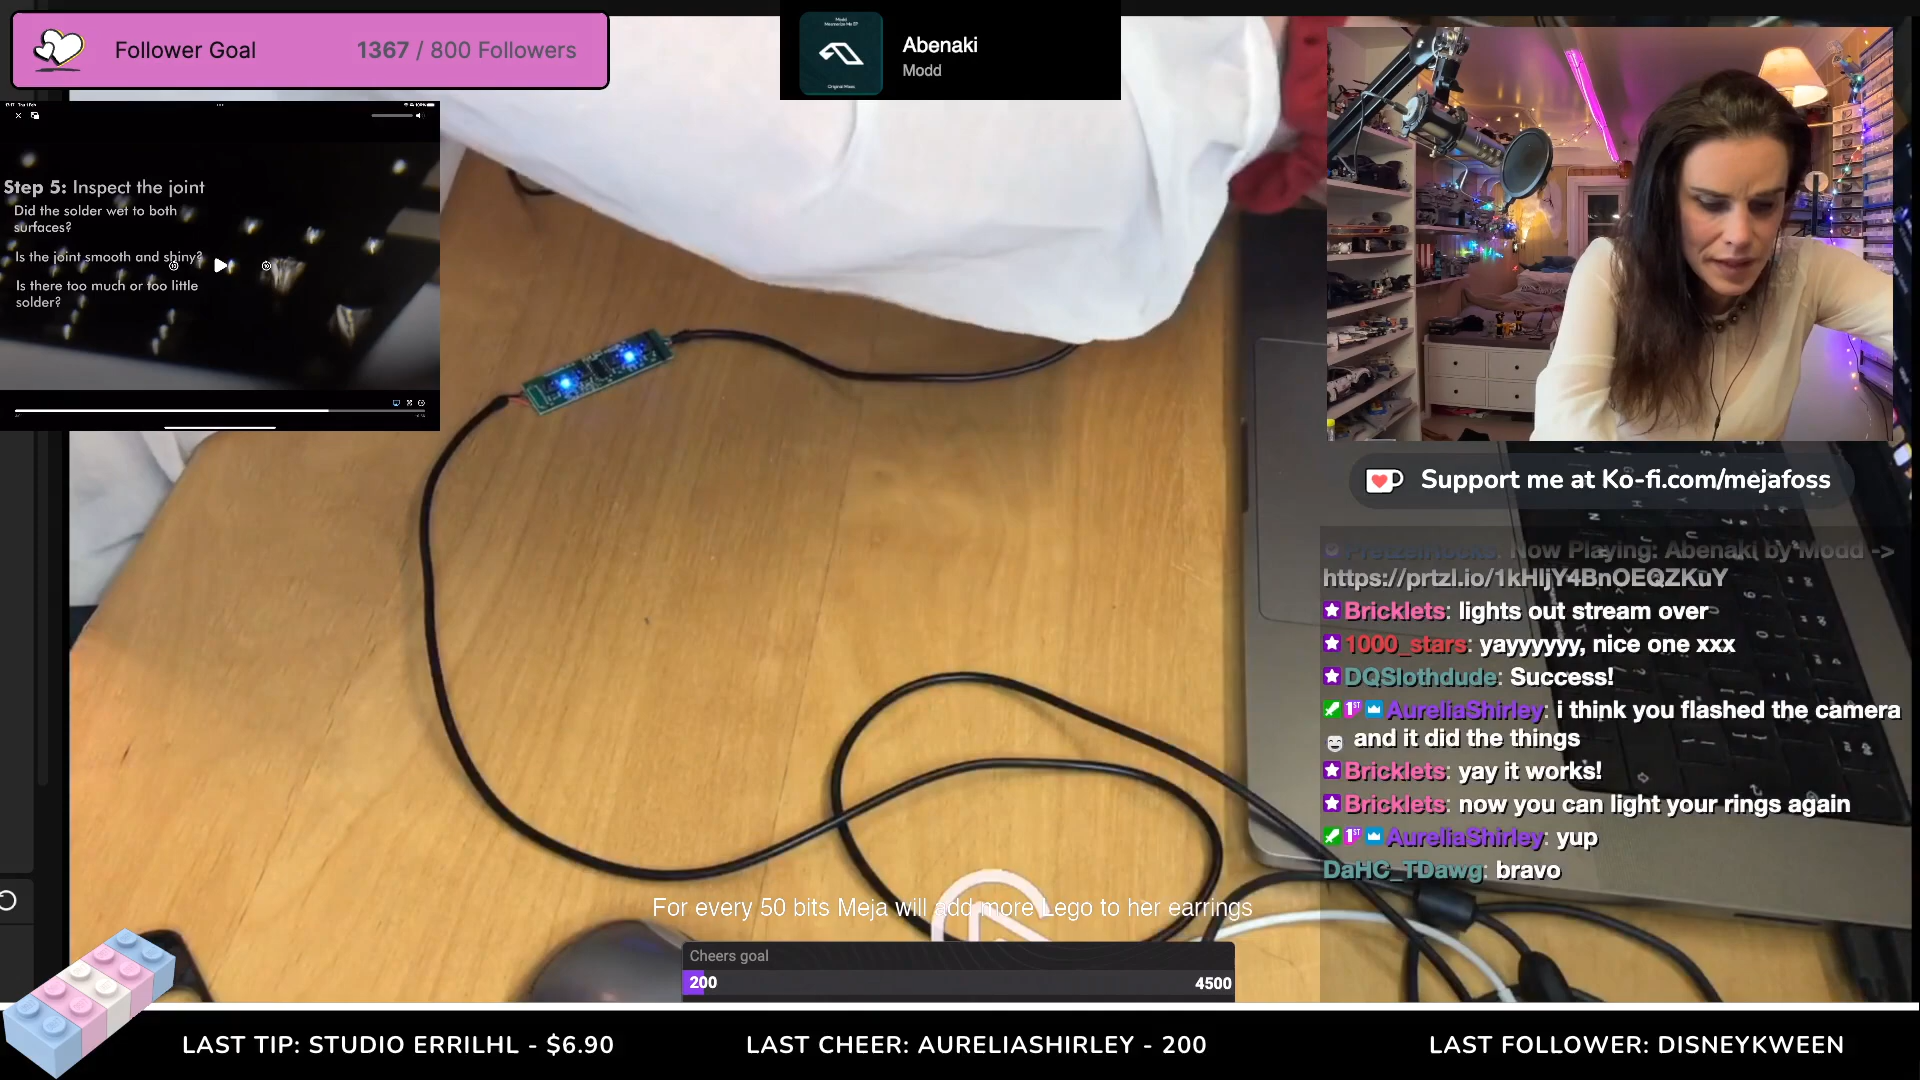 Follower Goal
1367 / 800 Followers
Abenaki
Modd
Original Music
Step 5: Inspect the joint
Did the solder wet to both
surfaces?
Is the joint smooth and shiny?
Is there too much or too little
solder?
Support me at Ko-fi.com/mejafoss
PretzelRocks: Now Playing: Abenaki by Modd ->
https://prtzl.io/1kHljY4BnOEQZKuY
Bricklets: lights out stream over
1000_stars: yayyyyyy, nice one xxx
DQSlothdude: Success!
AureliaShirley: i think you flashed the camera
and it did the things
Bricklets: yay it works!
Bricklets: now you can light your rings again
AureliaShirley: yup
DaHC_TDawg: bravo
For every 50 bits Meja will add more Lego to her earrings
Cheers goal
200
4500
LAST TIP: STUDIO ERRILHL - $6.90
LAST CHEER: AURELIASHIRLEY - 200
LAST FOLLOWER: DISNEYKWEEN